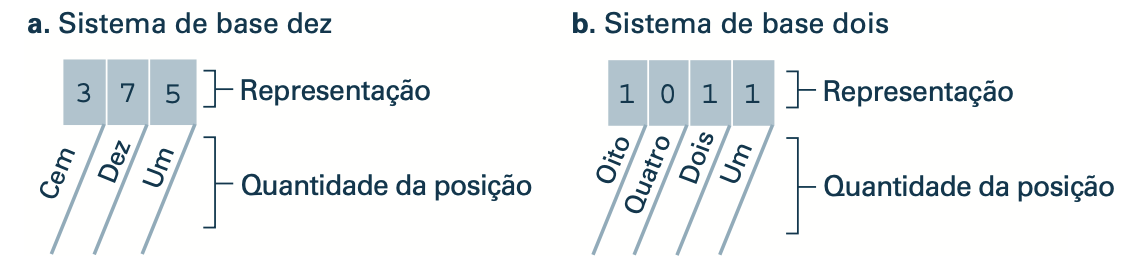 a. Sistema de base dez
3 7 5
Representação
Cem Dez Um
Quantidade da posição
b. Sistema de base dois
1 0 1 1
Representação
Oito Quatro Dois Um
Quantidade da posição